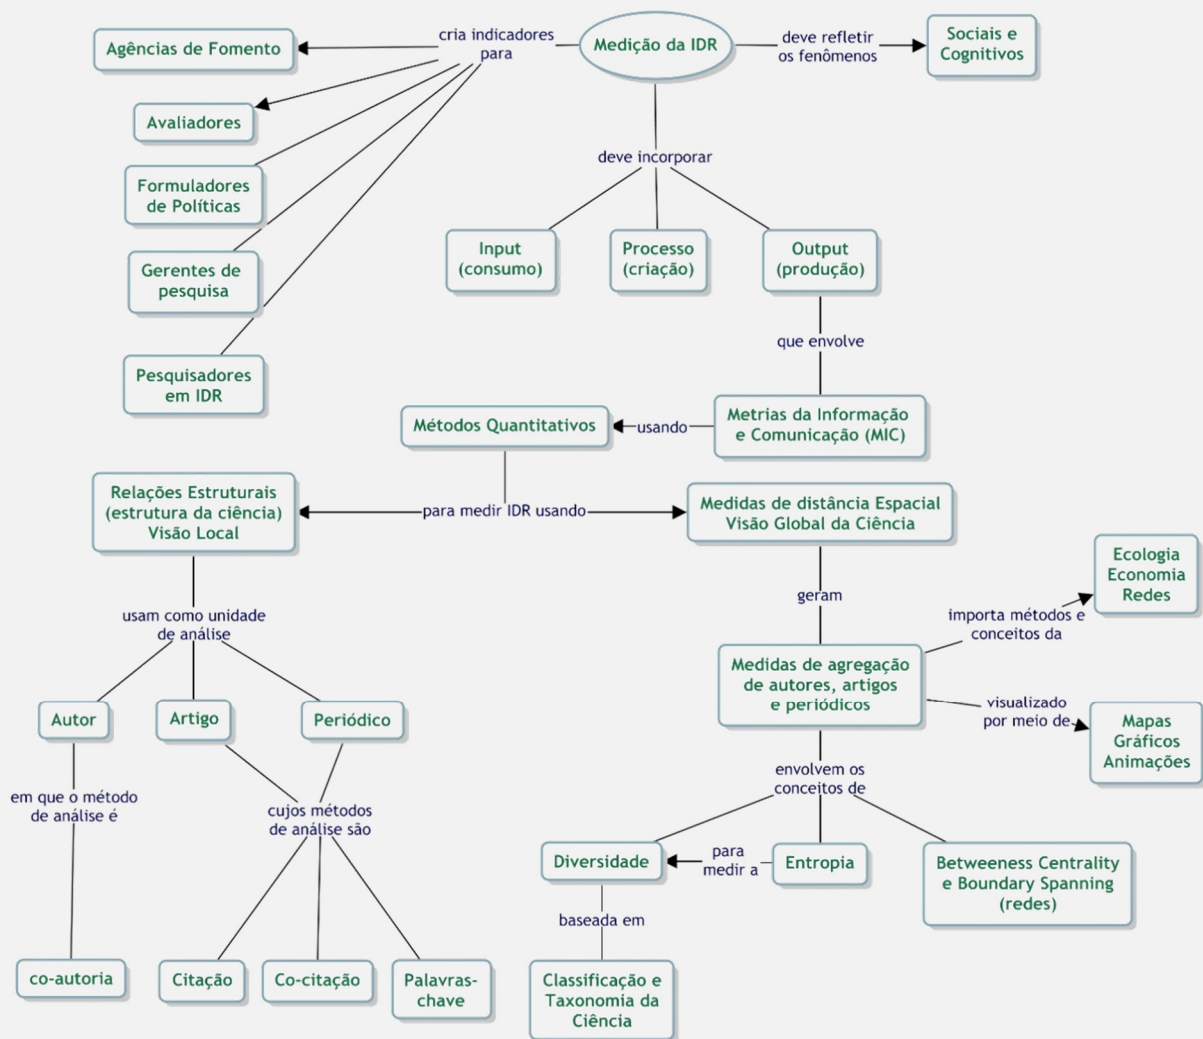 Agências de Fomento
cria indicadores
para
Medição da IDR
deve refletir
os fenômenos
Sociais e
Cognitivos
Avaliadores
Formuladores
de Políticas
Gerentes de
pesquisa
Pesquisadores
em IDR
deve incorporar
Input
(consumo)
Processo
(criação)
Output
(produção)
que envolve
Métodos Quantitativos
usando
Metrias da Informação
e Comunicação (MIC)
Relações Estruturais
(estrutura da ciência)
Visão Local
para medir IDR usando
Medidas de distância Espacial
Visão Global da Ciência
usam como unidade
de análise
geram
Ecologia
Economia
Redes
importa métodos e
conceitos da
Medidas de agregação
de autores, artigos
e periódicos
visualizado
por meio de
Mapas
Gráficos
Animações
Autor
Artigo
Periódico
em que o método
de análise é
cujos métodos
de análise são
envolvem os
conceitos de
Diversidade
para
medir a
Entropia
Betweeness Centrality
e Boundary Spanning
(redes)
baseada em
co-autoria
Citação
Co-citação
Palavras-
chave
Classificação e
Taxonomia da
Ciência